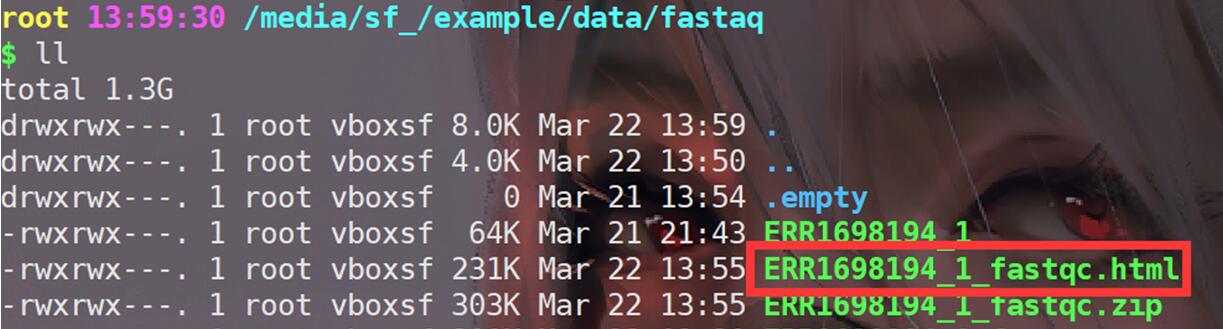 root 13:59:30 /media/sf_/example/data/fastaq
$ ll
total 1.3G
drwxrwx---. 1 root vboxsf 8.0K Mar 22 13:59 .
drwxrwx---. 1 root vboxsf 4.0K Mar 22 13:50 ..
drwxrwx---. 1 root vboxsf    0 Mar 21 13:54 .empty
-rwxrwx---. 1 root vboxsf  64K Mar 21 21:43 ERR1698194_1
-rwxrwx---. 1 root vboxsf 231K Mar 22 13:55 ERR1698194_1_fastqc.html
-rwxrwx---. 1 root vboxsf 303K Mar 22 13:55 ERR1698194_1_fastqc.zip